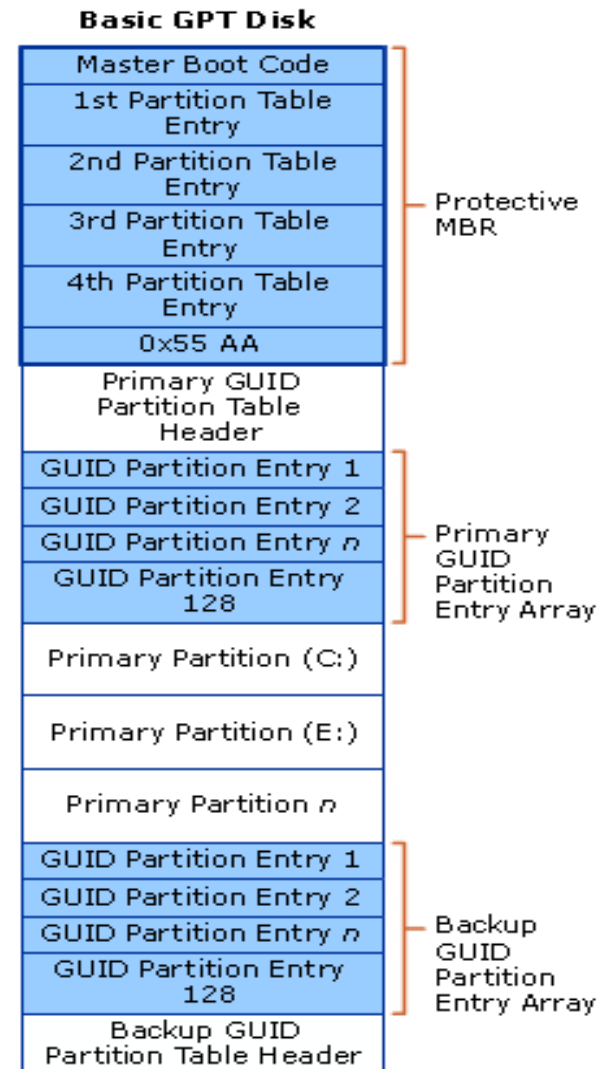 Basic GPT Disk
Master Boot Code
1st Partition Table
Entry
2nd Partition Table
Entry
3rd Partition Table
Entry
4th Partition Table
Entry
0x55 AA
Protective
MBR
Primary GUID
Partition Table
Header
GUID Partition Entry 1
GUID Partition Entry 2
GUID Partition Entry n
GUID Partition Entry
128
Primary
GUID
Partition
Entry Array
Primary Partition (C:)
Primary Partition (E:)
Primary Partition n
GUID Partition Entry 1
GUID Partition Entry 2
GUID Partition Entry n
GUID Partition Entry
128
Backup
GUID
Partition
Entry Array
Backup GUID
Partition Table Header